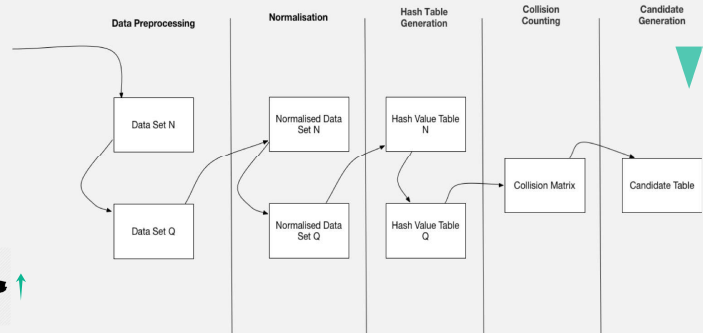 Data Preprocessing
Normalisation
Hash Table
Generation
Collision
Counting
Candidate
Generation
Data Set N
Normalised Data
Set N
Hash Value Table
N
Data Set Q
Normalised Data
Set Q
Hash Value Table
Q
Collision Matrix
Candidate Table